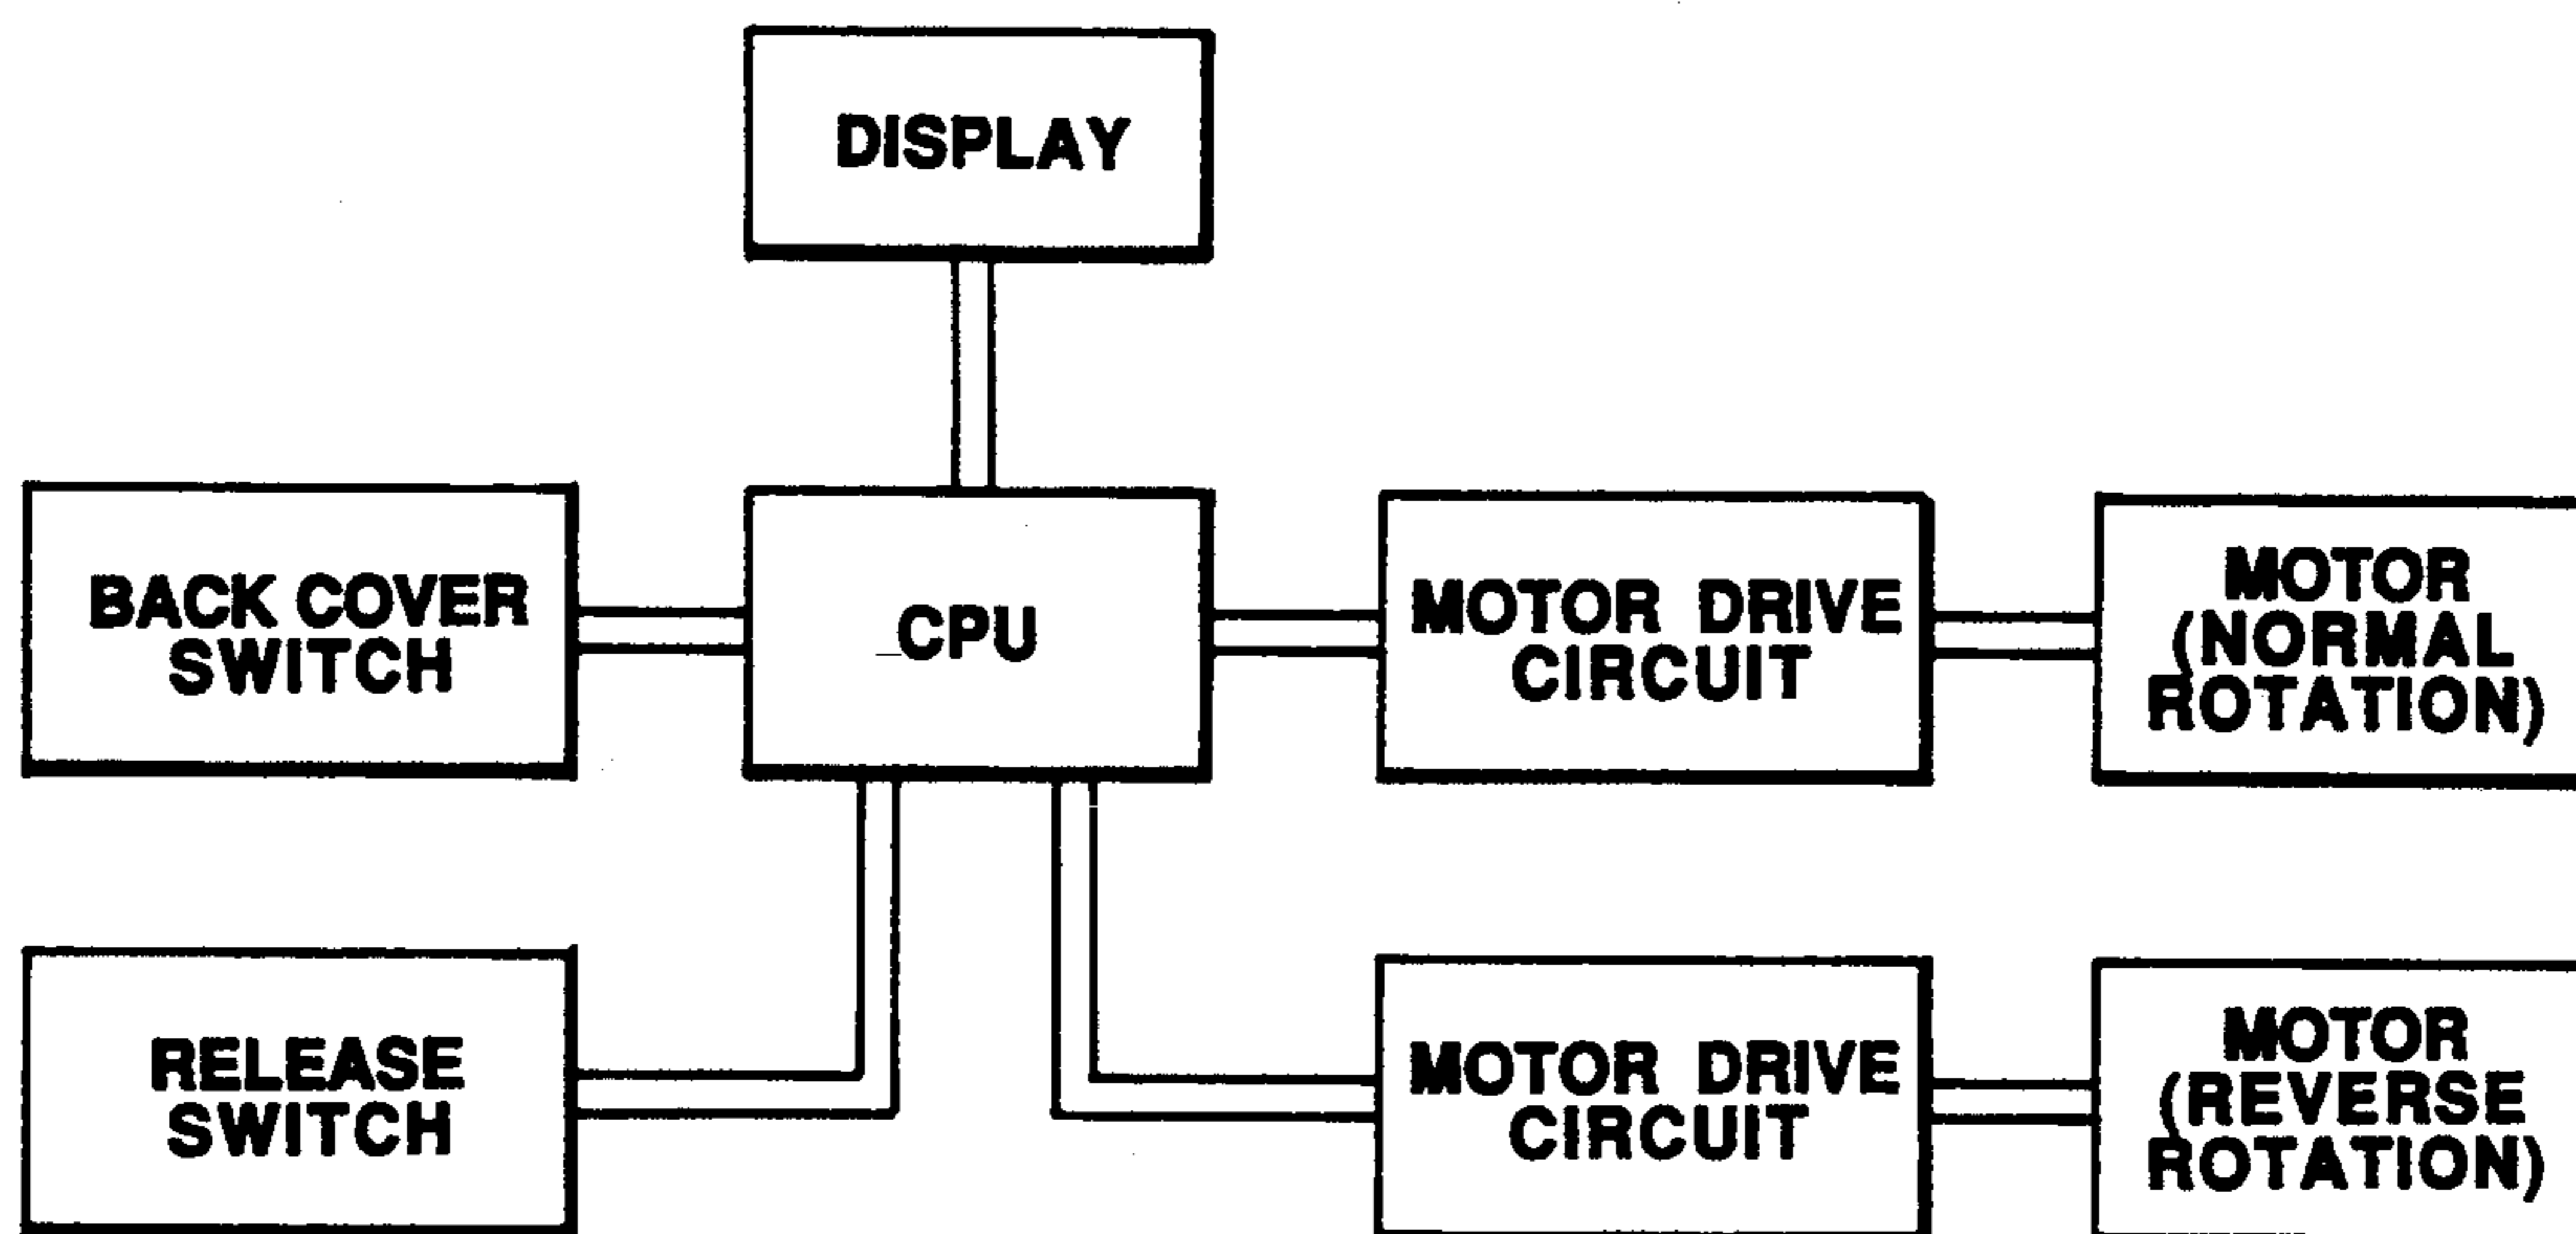 DISPLAY
BACK COVER
SWITCH
CPU
MOTOR DRIVE
CIRCUIT
MOTOR
(NORMAL
ROTATION)
RELEASE
SWITCH
MOTOR DRIVE
CIRCUIT
MOTOR
(REVERSE
ROTATION)